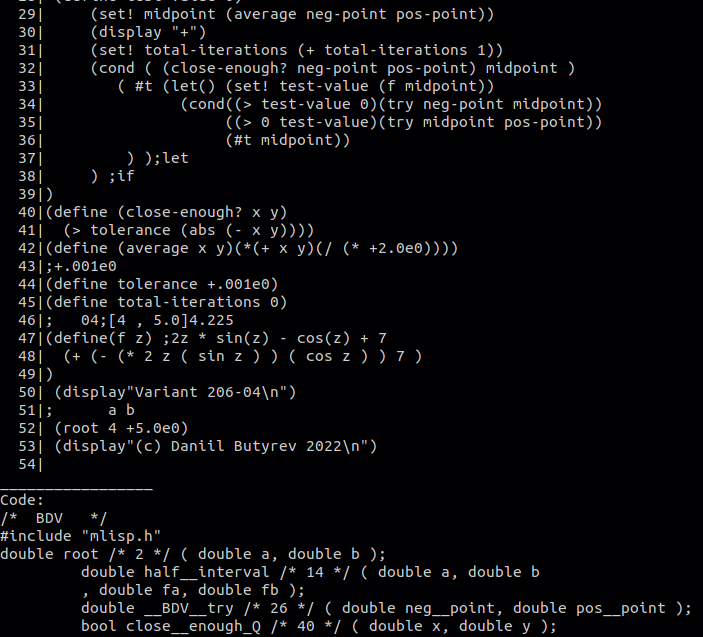 29|     (set! midpoint (average neg-point pos-point))
30|     (display "+")
31|     (set! total-iterations (+ total-iterations 1))
32|     (cond ( (close-enough? neg-point pos-point) midpoint )
33|        ( #t (let() (set! test-value (f midpoint))
34|               (cond((> test-value 0)(try neg-point midpoint))
35|                    ((> 0 test-value)(try midpoint pos-point))
36|                    (#t midpoint))
37|         ) );let
38|     ) ;if
39|)
40|(define (close-enough? x y)
41|  (> tolerance (abs (- x y))))
42|(define (average x y)(*(+ x y)(/ (* +2.0e0))))
43|;+.001e0
44|(define tolerance +.001e0)
45|(define total-iterations 0)
46|;   04;[4 , 5.0]4.225
47|(define(f z) ;2z * sin(z) - cos(z) + 7
48|  (+ (- (* 2 z ( sin z ) ) ( cos z ) ) 7 )
49|)
50| (display"Variant 206-04\n")
51|;      a b
52| (root 4 +5.0e0)
53| (display"(c) Daniil Butyrev 2022\n")
54|
_________________
Code:
/*  BDV   */
#include "mlisp.h"
double root /* 2 */ ( double a, double b );
         double half__interval /* 14 */ ( double a, double b
         , double fa, double fb );
         double __BDV__try /* 26 */ ( double neg__point, double pos__point );
         bool close__enough_Q /* 40 */ ( double x, double y );